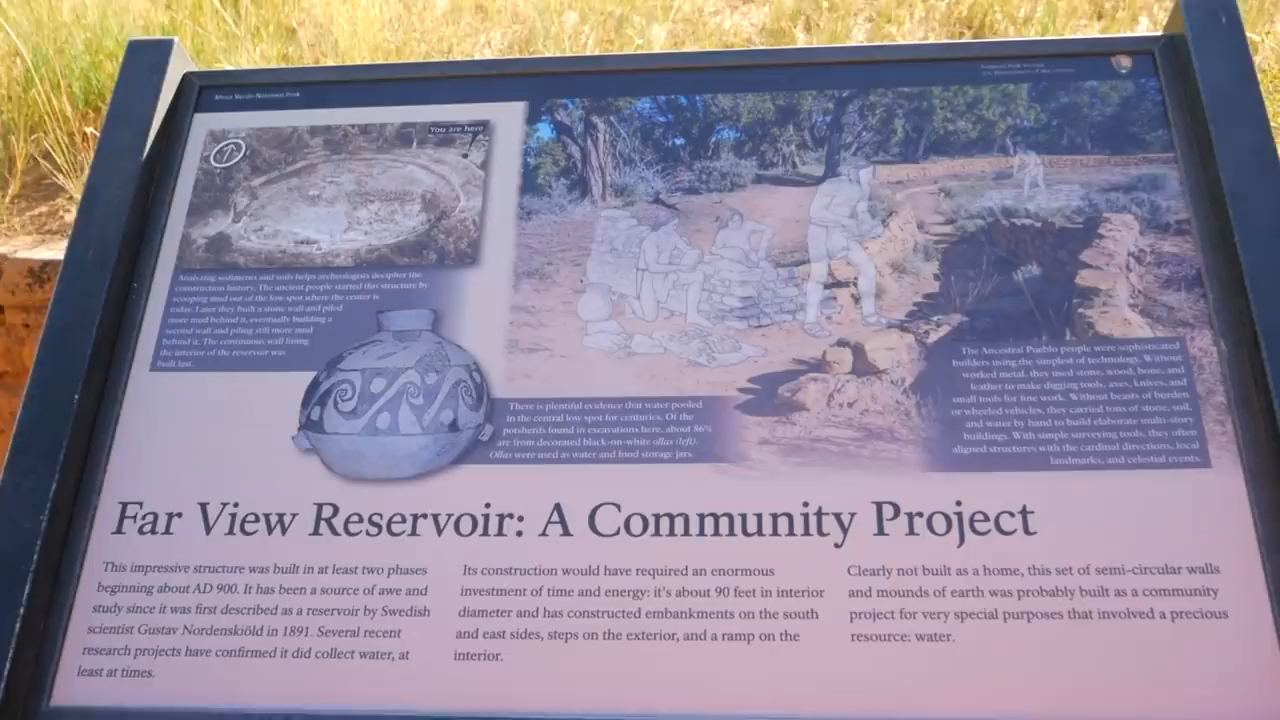 Mesa Verde National Park
National Park Service
U.S. Department of the Interior
You are here
Analyzing sediments and soils helps archeologists decipher the
construction history. The ancient people started this structure by
scooping mud out of the low spot where the center is
today. Later they built a stone wall and piled
more mud behind it, eventually building a
second wall and piling still more mud
behind it. The continuous wall lining
the interior of the reservoir was
built last.
There is plentiful evidence that water pooled
in the central low spot for centuries. Of the
potsherds found in excavations here, about 86%
are from decorated black-on-white ollas (left).
Ollas were used as water and food storage jars.
The Ancestral Pueblo people were sophisticated
builders using the simplest of technology. Without
worked metal, they used stone, wood, bone, and
leather to make digging tools, axes, knives, and
small tools for fine work. Without beasts of burden
or wheeled vehicles, they carried tons of stone, soil,
and water by hand to build elaborate multi-story
buildings. With simple surveying tools, they often
aligned structures with the cardinal directions, local
landmarks, and celestial events.
Far View Reservoir: A Community Project
This impressive structure was built in at least two phases
beginning about AD 900. It has been a source of awe and
study since it was first described as a reservoir by Swedish
scientist Gustav Nordenskiöld in 1891. Several recent
research projects have confirmed it did collect water, at
least at times.
Its construction would have required an enormous
investment of time and energy: it's about 90 feet in interior
diameter and has constructed embankments on the south
and east sides, steps on the exterior, and a ramp on the
interior.
Clearly not built as a home, this set of semi-circular walls
and mounds of earth was probably built as a community
project for very special purposes that involved a precious
resource: water.